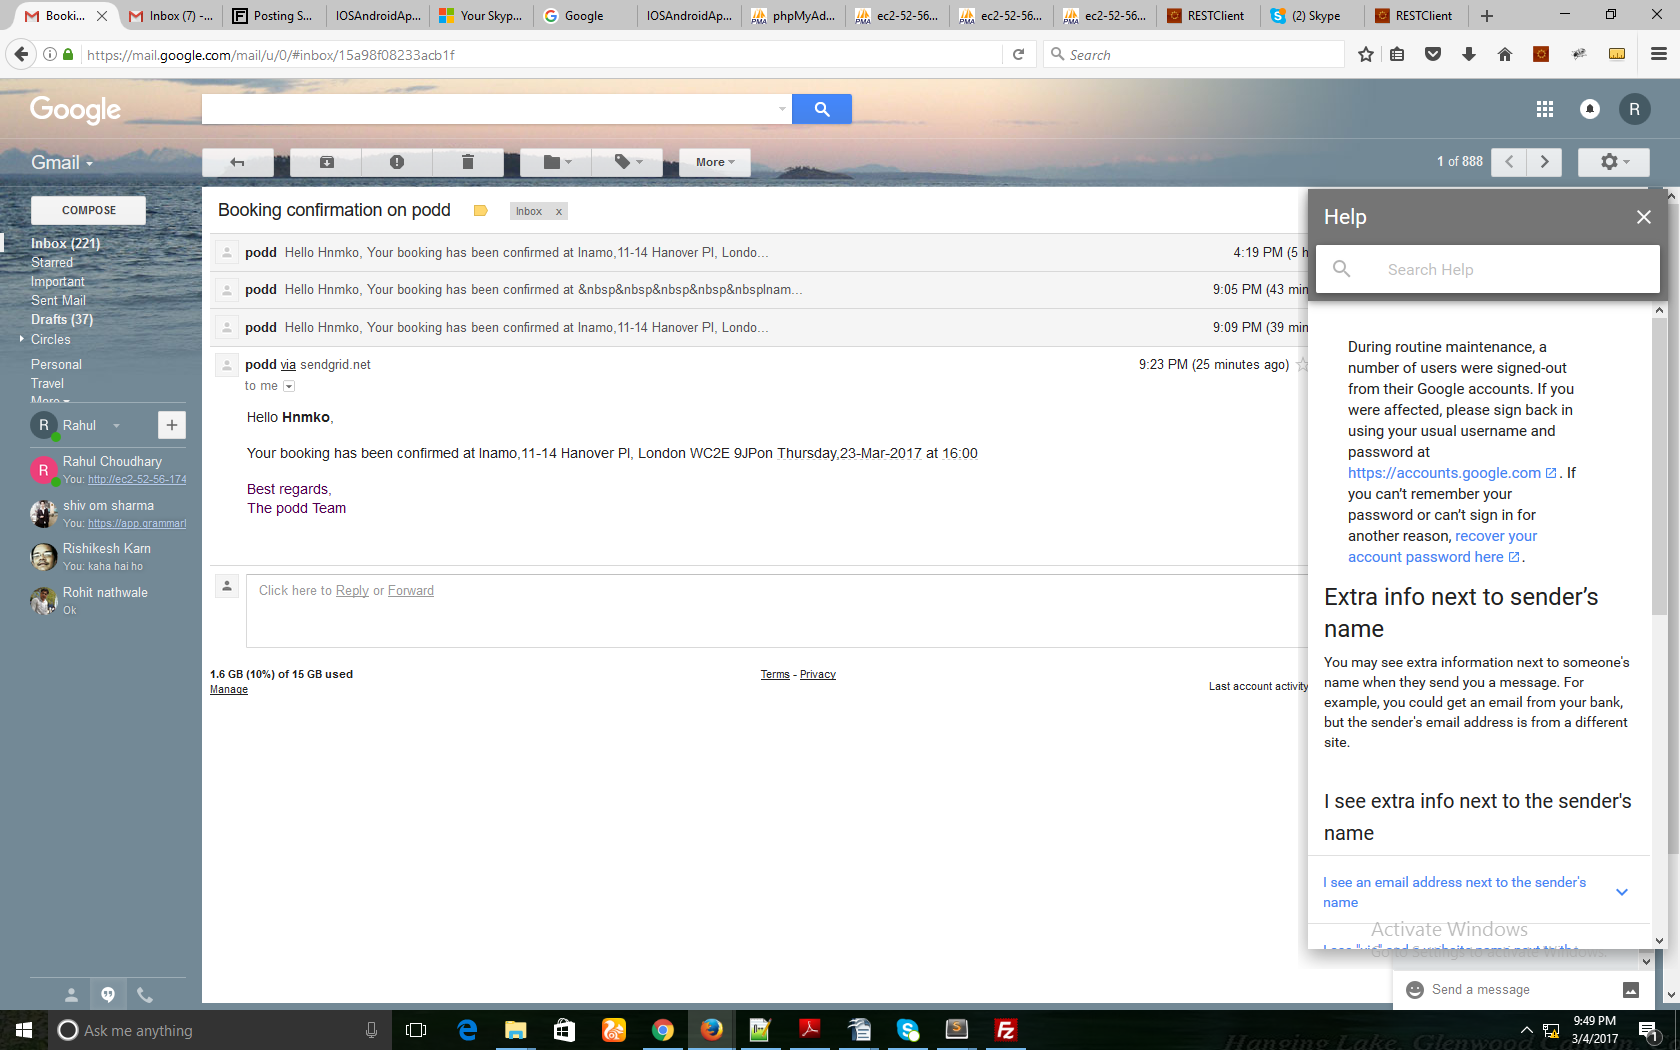 Booki...
Inbox (7) -...
Posting S...
IOSAndroidAp...
Your Skyp...
Google
IOSAndroidAp...
phpMyAd...
ec2-52-56...
ec2-52-56...
ec2-52-56...
RESTClient
(2) Skype
RESTClient
https://mail.google.com/mail/u/0/#inbox/15a98f08233acb1f
Search
Google
R
Gmail
More
1 of 888
COMPOSE
Inbox (221)
Starred
Important
Sent Mail
Drafts (37)
Circles
Personal
Travel
More
R Rahul
R Rahul Choudhary
You: http://ec2-52-56-174
shiv om sharma
You: https://app.grammarl
Rishikesh Karn
You: kaha hai ho
Rohit nathwale
Ok
Booking confirmation on podd
Inbox x
podd Hello Hnmko, Your booking has been confirmed at Inamo,11-14 Hanover Pl, Londo... 4:19 PM (5 h
podd Hello Hnmko, Your booking has been confirmed at &nbsp&nbsp&nbsp&nbsp&nbspInam... 9:05 PM (43 min
podd Hello Hnmko, Your booking has been confirmed at Inamo,11-14 Hanover Pl, Londo... 9:09 PM (39 min
podd via sendgrid.net 9:23 PM (25 minutes ago)
to me
Hello Hnmko,
Your booking has been confirmed at Inamo,11-14 Hanover Pl, London WC2E 9JPon Thursday,23-Mar-2017 at 16:00
Best regards,
The podd Team
Click here to Reply or Forward
1.6 GB (10%) of 15 GB used
Manage
Terms - Privacy
Last account activity
Help
Search Help
During routine maintenance, a
number of users were signed-out
from their Google accounts. If you
were affected, please sign back in
using your usual username and
password at
https://accounts.google.com . If
you can’t remember your
password or can’t sign in for
another reason, recover your
account password here .
Extra info next to sender’s
name
You may see extra information next to someone's
name when they send you a message. For
example, you could get an email from your bank,
but the sender's email address is from a different
site.
I see extra info next to the sender's
name
I see an email address next to the sender's
name
I see "via" and a website name next to the
Activate Windows
Go to Settings to activate Windows.
Send a message
Ask me anything
9:49 PM
3/4/2017
1